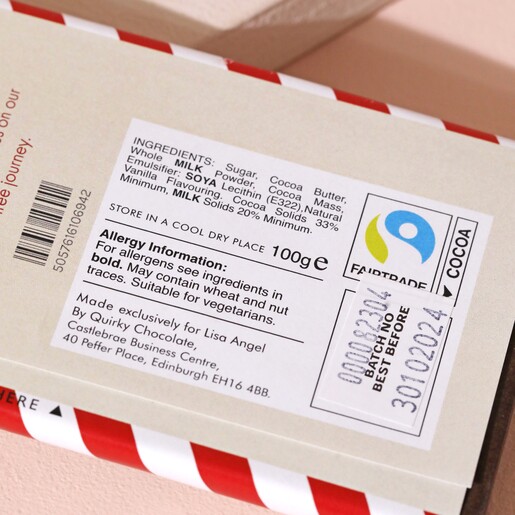 s on our
free journey.
5057616106942
INGREDIENTS: Sugar, Cocoa Butter,
Whole MILK Powder, Cocoa Mass,
Emulsifier: SOYA Lecithin (E322),Natural
Vanilla Flavouring. Cocoa Solids 33%
Minimum. MILK Solids 20% Minimum.
STORE IN A COOL DRY PLACE 100g℮
Allergy Information:
For allergens see ingredients in
bold. May contain wheat and nut
traces. Suitable for vegetarians.
Made exclusively for Lisa Angel
By Quirky Chocolate,
Castlebrae Business Centre,
40 Peffer Place, Edinburgh EH16 4BB.
FAIRTRADE
COCOA
00082304
BATCH NO
BEST BEFORE
30102024
HERE